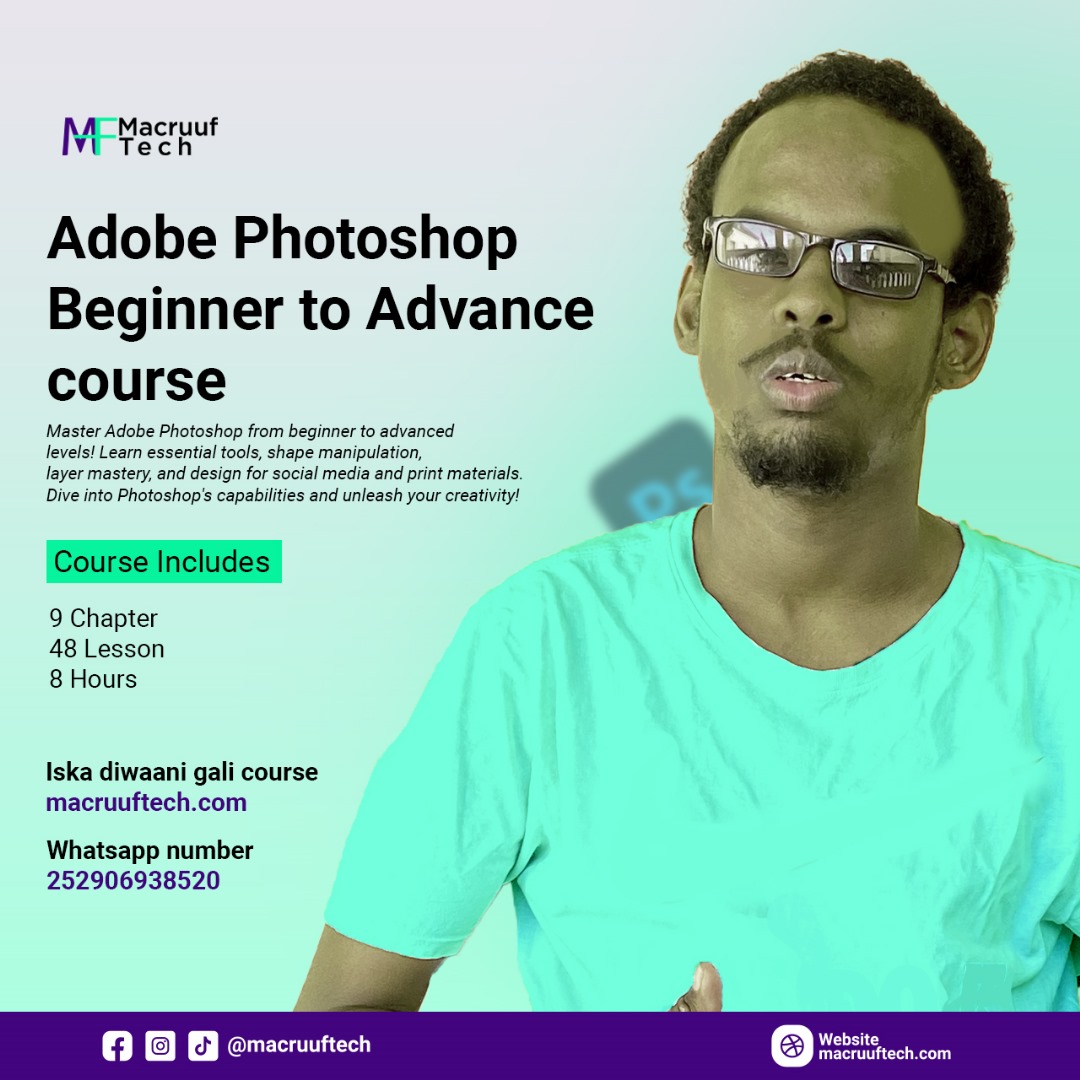 MF Macruuf
Tech
Adobe Photoshop
Beginner to Advance
course
Master Adobe Photoshop from beginner to advanced
levels! Learn essential tools, shape manipulation,
layer mastery, and design for social media and print materials.
Dive into Photoshop's capabilities and unleash your creativity!
Ps
Course Includes
9 Chapter
48 Lesson
8 Hours
Iska diwaani gali course
macruuftech.com
Whatsapp number
252906938520
@macruuftech
Website
macruuftech.com